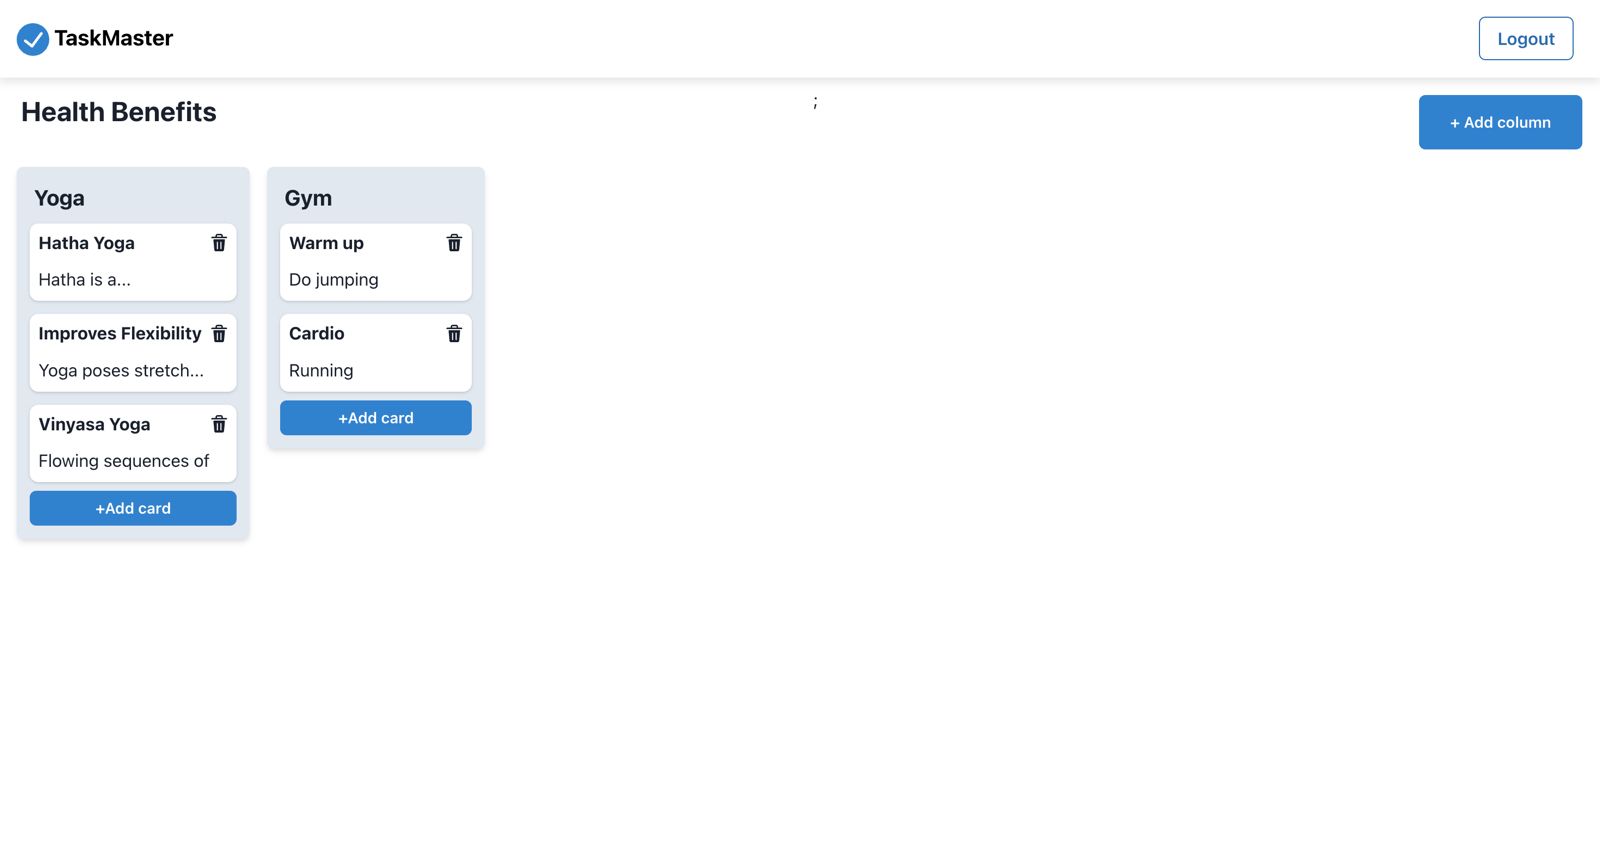 TaskMaster
Logout
Health Benefits
;
+ Add column
Yoga
Hatha Yoga
Hatha is a...
Improves Flexibility
Yoga poses stretch...
Vinyasa Yoga
Flowing sequences of
+Add card
Gym
Warm up
Do jumping
Cardio
Running
+Add card